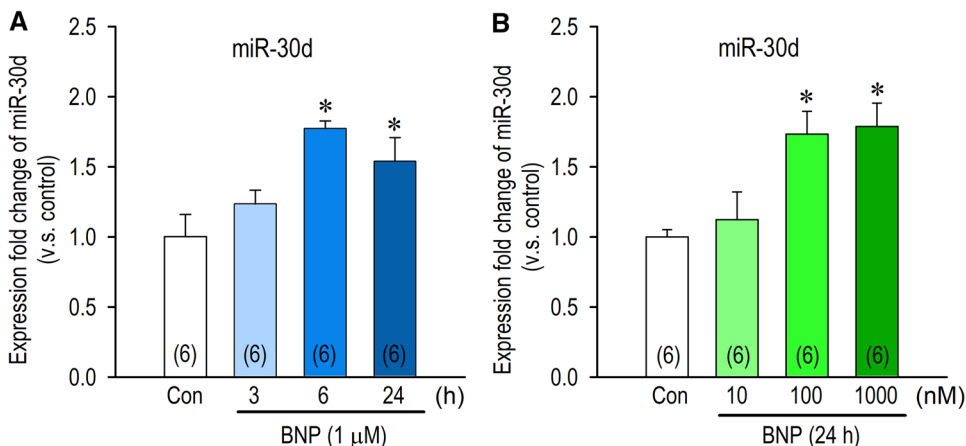 A
miR-30d
Expression fold change of miR-30d
(v.s. control)
2.5
2.0
1.5
1.0
0.5
0.0
*
*
(6)
(6)
(6)
(6)
Con
3
6
24
(h)
BNP (1 μM)
B
miR-30d
Expression fold change of miR-30d
(v.s. control)
2.5
2.0
1.5
1.0
0.5
0.0
*
*
(6)
(6)
(6)
(6)
Con
10
100
1000
(nM)
BNP (24 h)